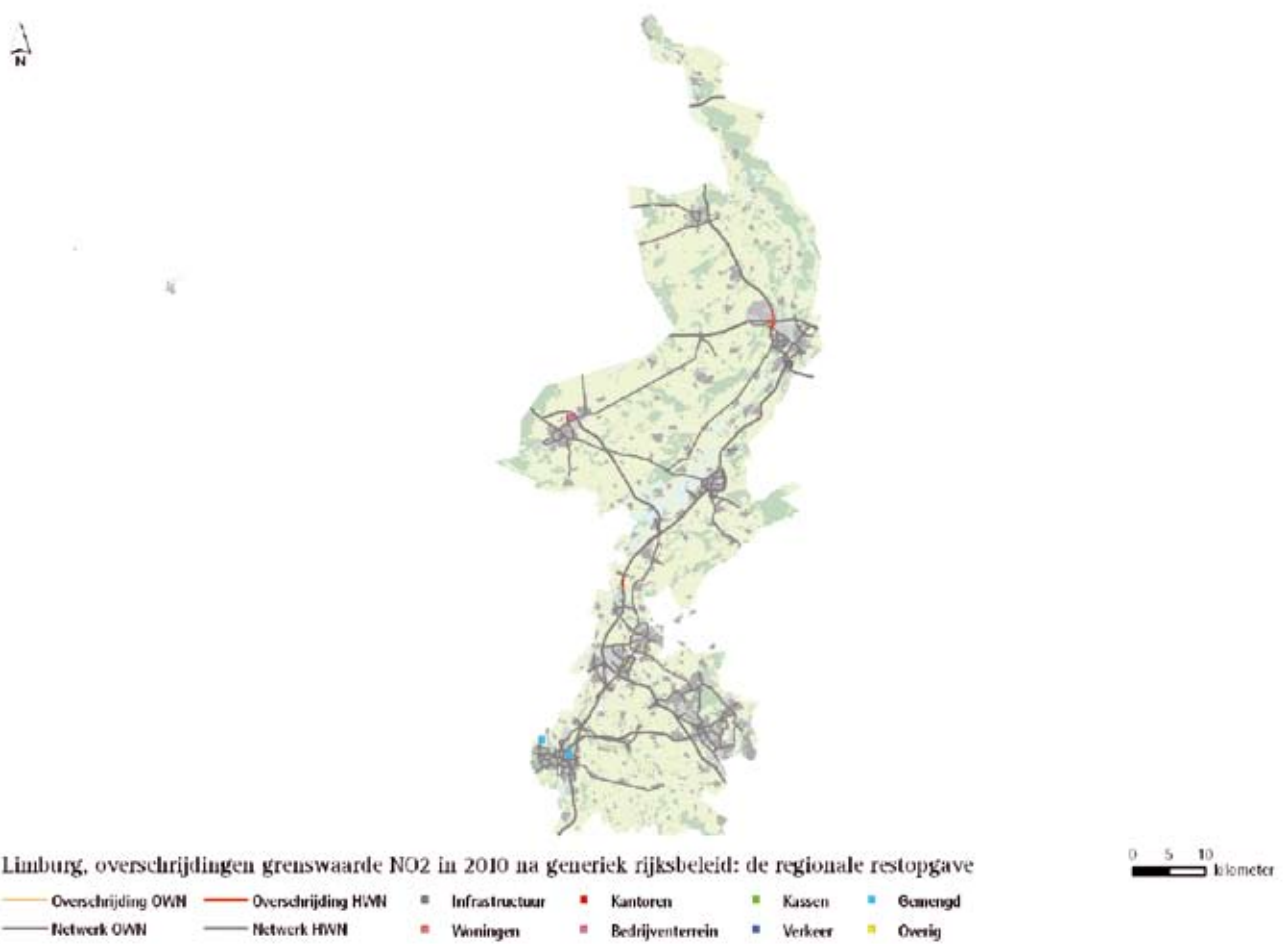 N
Limburg, overschrijdingen grenswaarde NO2 in 2010 na generiek rijksbeleid: de regionale restopgave
0 5 10
kilometer
Overschrijding OWN Overschrijding HWN Infrastructuur Kantoren Kassen Gemengd
Netwerk OWN Netwerk HWN Woningen Bedrijventerrein Verkeer Overig